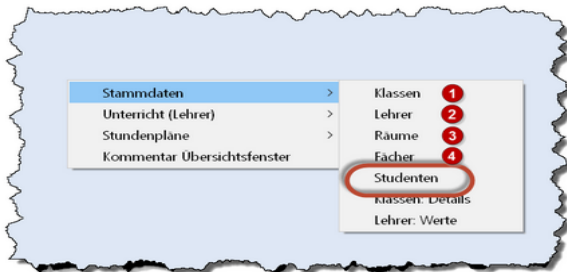 Stammdaten >
Unterricht (Lehrer) >
Stundenpläne >
Kommentar Übersichtsfenster
Klassen 1
Lehrer 2
Räume 3
Fächer 4
Studenten
Klassen: Details
Lehrer: Werte